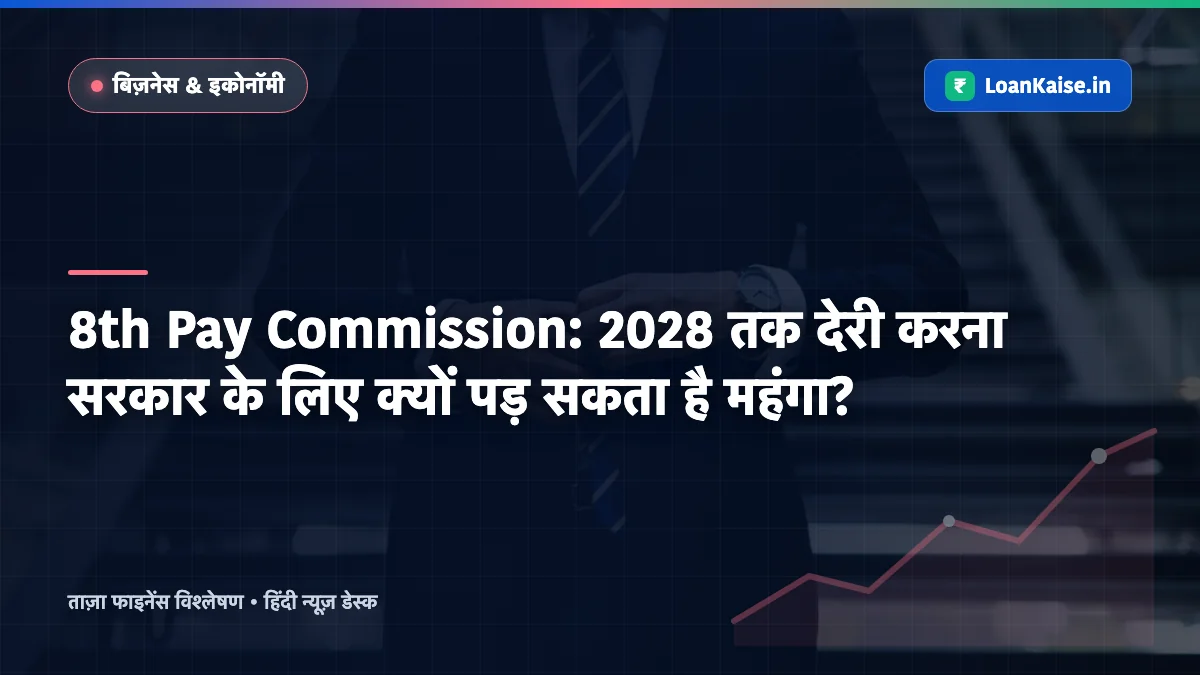 बिज़नेस & इकोनॉमी
₹ LoanKaise.in
8th Pay Commission: 2028 तक देरी करना
सरकार के लिए क्यों पड़ सकता है महंगा?
ताज़ा फाइनेंस विश्लेषण • हिंदी न्यूज़ डेस्क